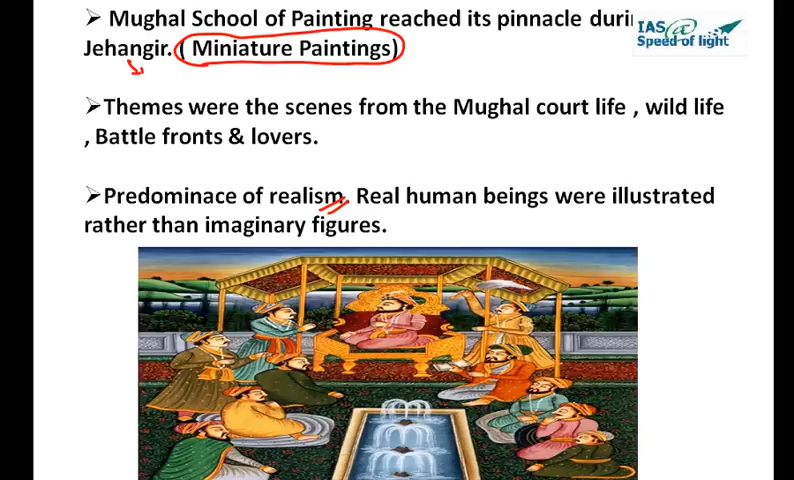 ➢ Mughal School of Painting reached its pinnacle
Jehangir. ( Miniature Paintings)
IAS@
Speed of light
➢Themes were the scenes from the Mughal court life , wild life
, Battle fronts & lovers.
➢Predominace of realism. Real human beings were illustrated
rather than imaginary figures.